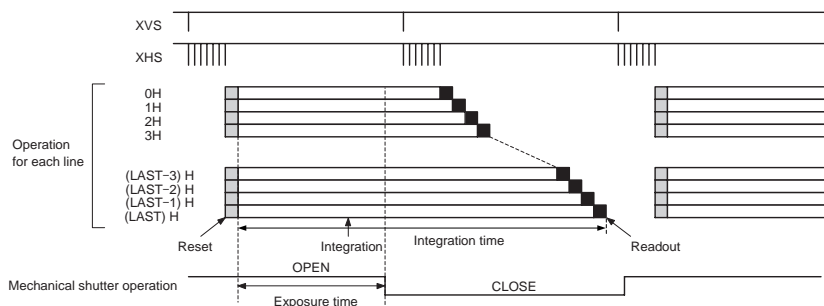 XVS
XHS
0H
1H
2H
3H
Operation
for each line
(LAST−3) H
(LAST−2) H
(LAST−1) H
(LAST) H
Reset
Integration
Integration time
Readout
OPEN
Mechanical shutter operation
CLOSE
Exposure time